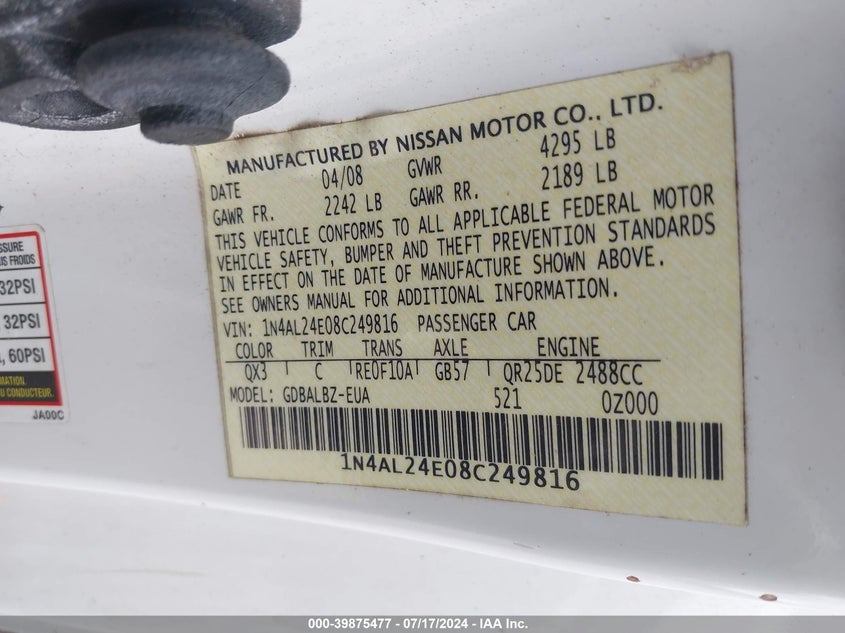 MANUFACTURED BY NISSAN MOTOR CO., LTD.
DATE 04/08 GVWR 4295 LB
GAWR FR. 2242 LB GAWR RR. 2189 LB
THIS VEHICLE CONFORMS TO ALL APPLICABLE FEDERAL MOTOR
VEHICLE SAFETY, BUMPER AND THEFT PREVENTION STANDARDS
IN EFFECT ON THE DATE OF MANUFACTURE SHOWN ABOVE.
SEE OWNERS MANUAL FOR ADDITIONAL INFORMATION.
VIN: 1N4AL24E08C249816 PASSENGER CAR
COLOR TRIM TRANS AXLE ENGINE
QX3 C RE0F10A GB57 QR25DE 2488CC
MODEL: GDBALBZ-EUA 521 0Z000
1N4AL24E08C249816
32PSI
32PSI
60PSI
JA00C
000-39875477 - 07/17/2024 - IAA Inc.